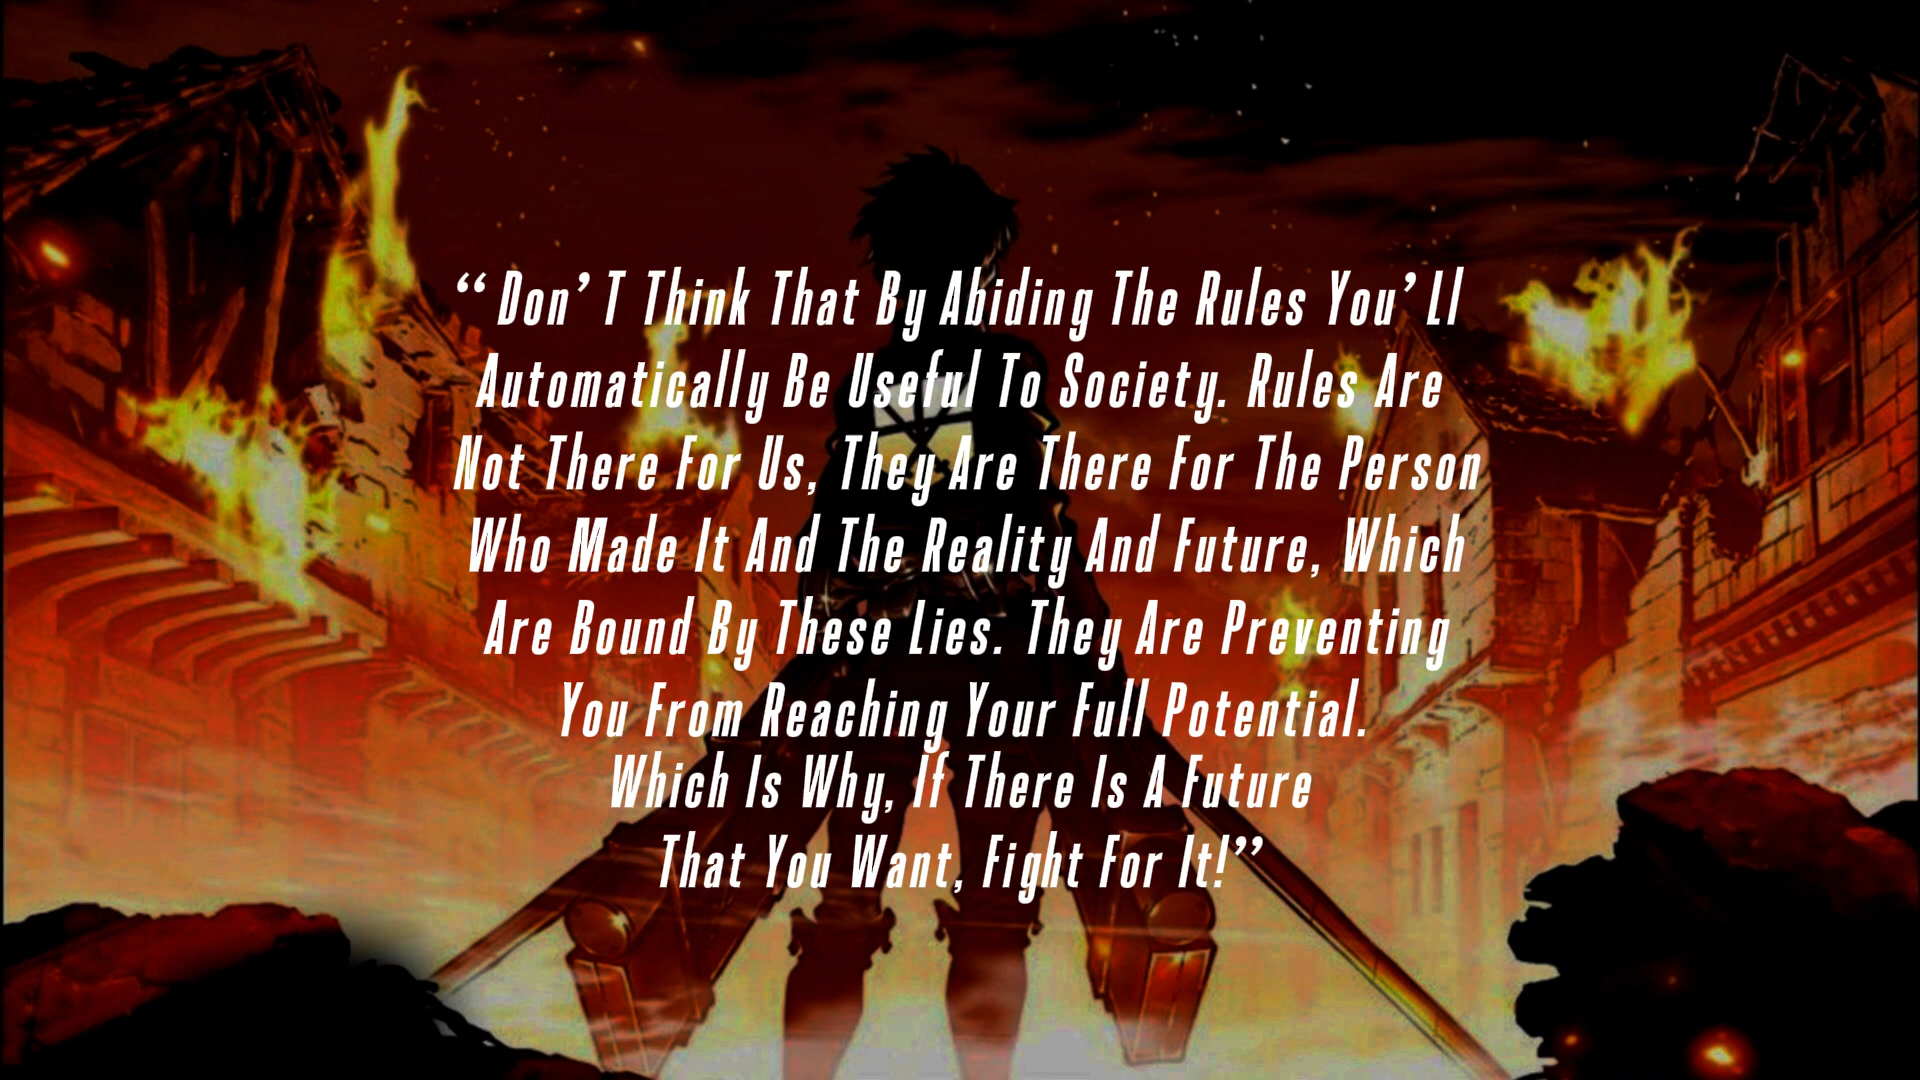 “Don’ T Think That By Abiding The Rules You’ Ll
Automatically Be Useful To Society. Rules Are
Not There For Us, They Are There For The Person
Who Made It And The Reality And Future, Which
Are Bound By These Lies. They Are Preventing
You From Reaching Your Full Potential.
Which Is Why, If There Is A Future
That You Want, Fight For It!”